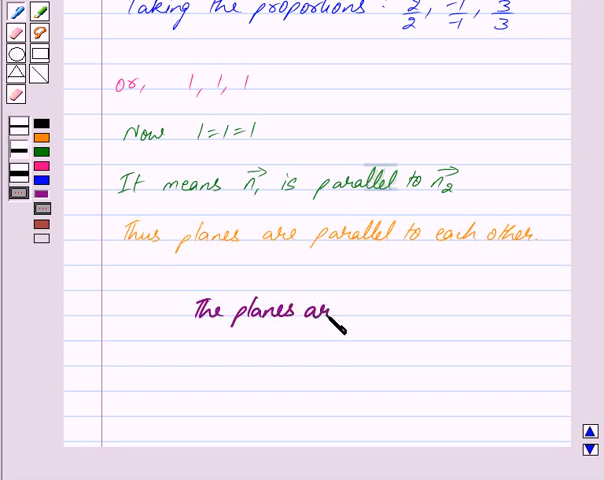 Taking the proportions : 2/2, -1/-1, 3/3
or, 1, 1, 1
Now 1=1=1
It means n₁⃗ is parallel to n₂⃗
Thus planes are parallel to each other.
The planes ar